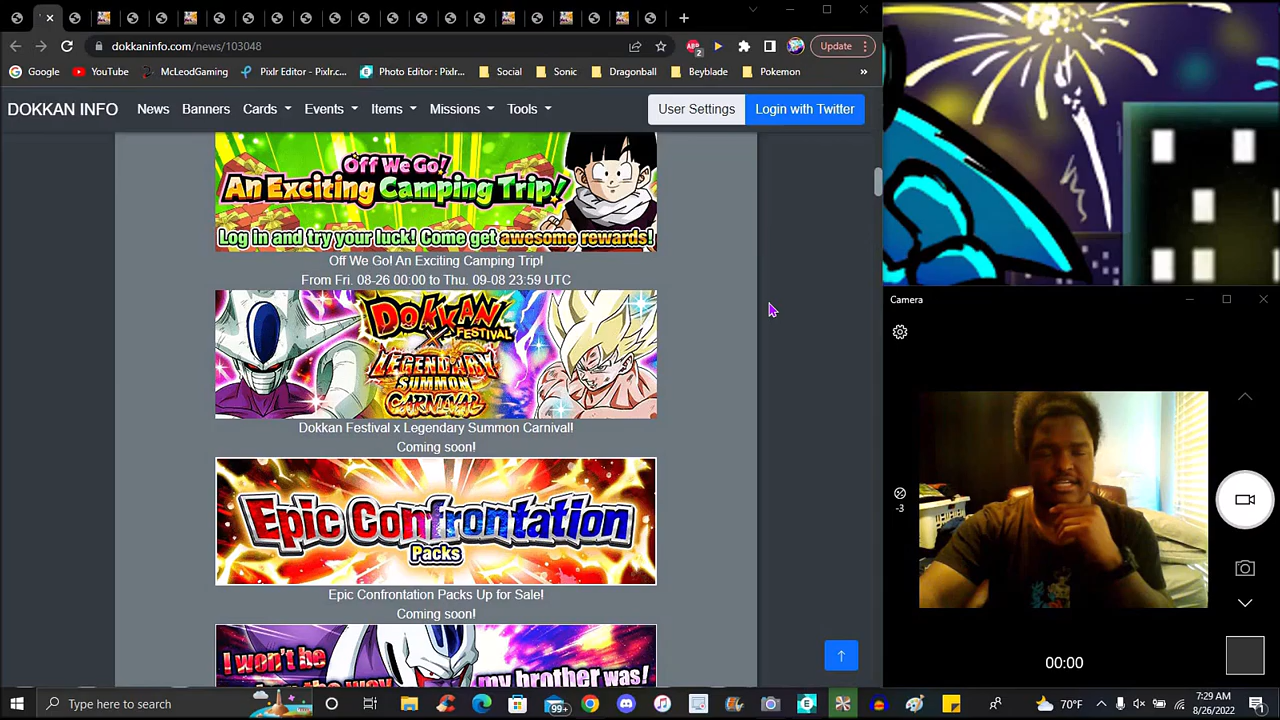 dokkaninfo.com/news/103048
Update
Google
YouTube
McLeodGaming
Pixlr Editor - Pixlr.c...
Photo Editor : Pixlr...
Social
Sonic
Dragonball
Beyblade
Pokemon
»
DOKKAN INFO
News
Banners
Cards
Events
Items
Missions
Tools
User Settings
Login with Twitter
Off We Go!
An Exciting Camping Trip!
Log in and try your luck! Come get awesome rewards!
Off We Go! An Exciting Camping Trip!
From Fri. 08-26 00:00 to Thu. 09-08 23:59 UTC
DOKKAN FESTIVAL
X
LEGENDARY
SUMMON
CARNIVAL
Dokkan Festival x Legendary Summon Carnival!
Coming soon!
Epic Confrontation
Packs
Epic Confrontation Packs Up for Sale!
Coming soon!
I won't be
my brother was!
Camera
-3
00:00
Type here to search
99+
70°F
7:29 AM
8/26/2022